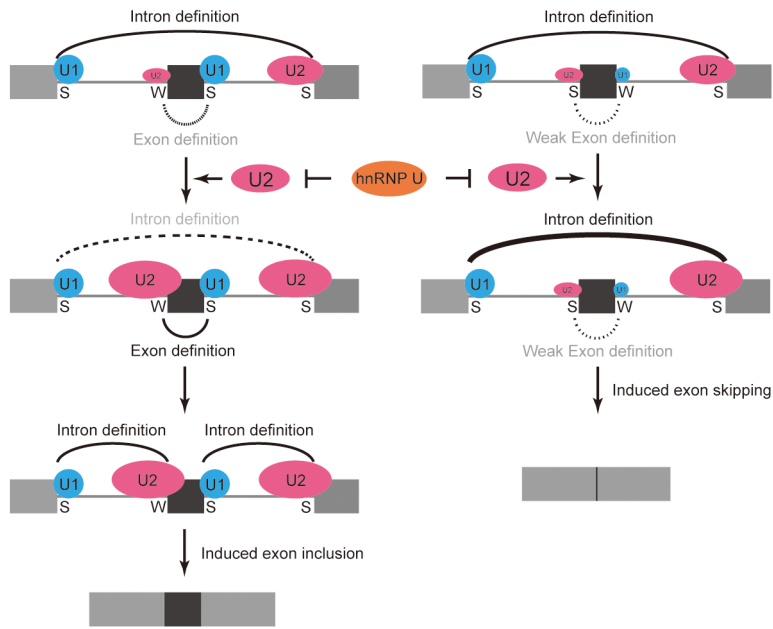 Intron definition
U1 U2 U1 U2
S W S S
Exon definition
Intron definition
U1 U2 U1 U2
S S W S
Weak Exon definition
U2 hnRNP U U2
Intron definition
U1 U2 U1 U2
S W S S
Exon definition
Intron definition
U1 U2 U1 U2
S S W S
Weak Exon definition
Induced exon skipping
Intron definition Intron definition
U1 U2 U1 U2
S W S S
Induced exon inclusion